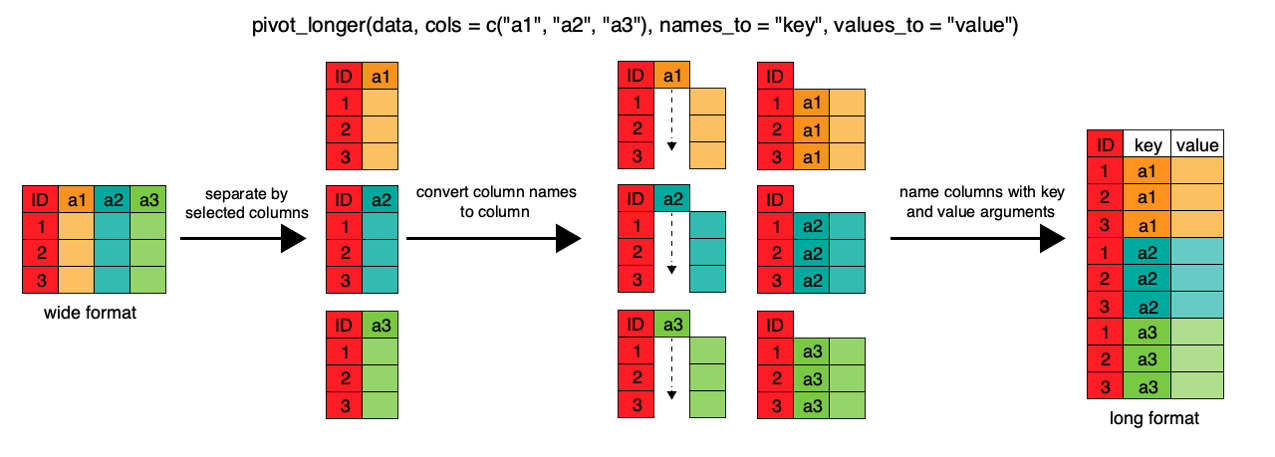 pivot_longer(data, cols = c("a1", "a2", "a3"), names_to = "key", values_to = "value")
ID a1 a2 a3
1
2
3
wide format
separate by
selected columns
ID a1
1
2
3
ID a2
1
2
3
ID a3
1
2
3
convert column names
to column
ID a1
1
2
3
ID a2
1
2
3
ID a3
1
2
3
ID
1 a1
2 a1
3 a1
ID
1 a2
2 a2
3 a2
ID
1 a3
2 a3
3 a3
name columns with key
and value arguments
ID key value
1 a1
2 a1
3 a1
1 a2
2 a2
3 a2
1 a3
2 a3
3 a3
long format